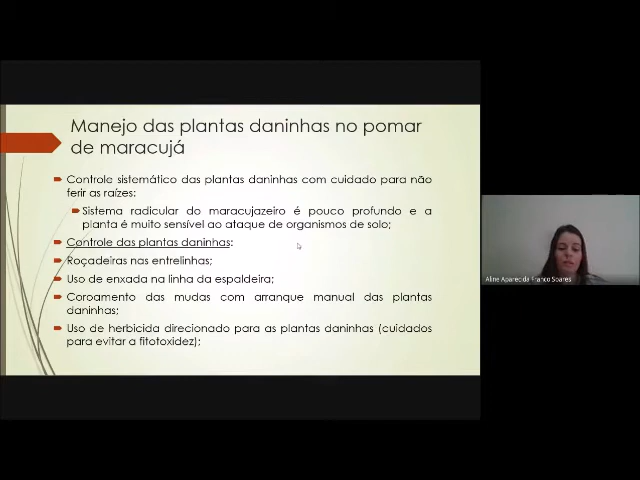 Manejo das plantas daninhas no pomar
de maracujá
Controle sistemático das plantas daninhas com cuidado para não
ferir as raízes:
Sistema radicular do maracujazeiro é pouco profundo e a
planta é muito sensível ao ataque de organismos de solo;
Controle das plantas daninhas:
Roçadeiras nas entrelinhas;
Uso de enxada na linha da espaldeira;
Coroamento das mudas com arranque manual das plantas
daninhas;
Uso de herbicida direcionado para as plantas daninhas (cuidados
para evitar a fitotoxidez);
Aline Aparecida Franco Soares